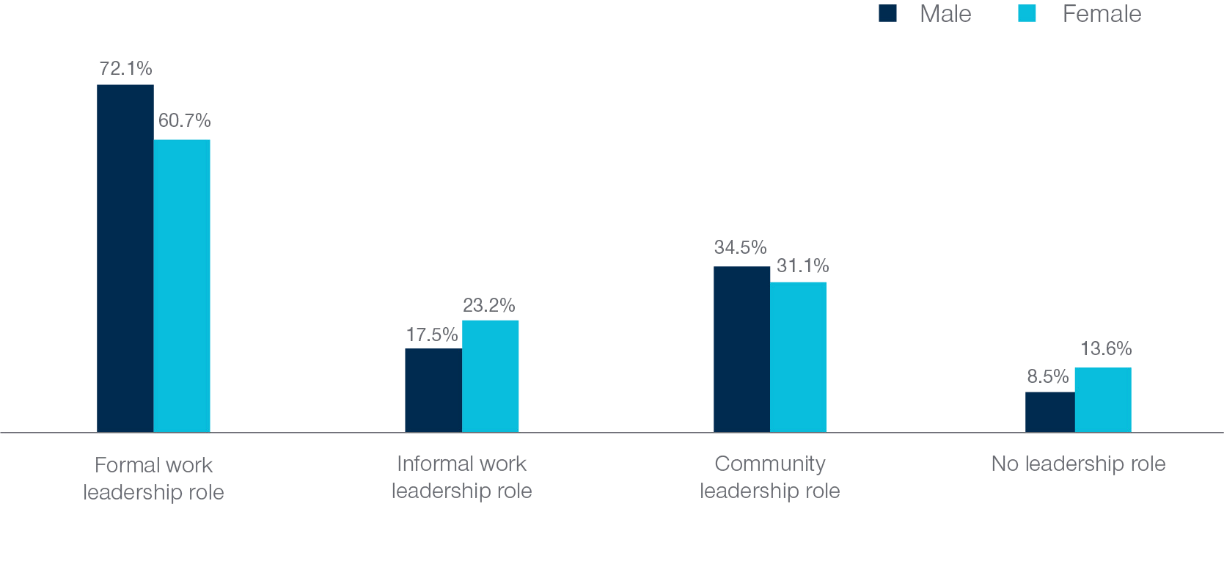 Male Female
72.1%
60.7%
17.5%
23.2%
34.5%
31.1%
8.5%
13.6%
Formal work
leadership role
Informal work
leadership role
Community
leadership role
No leadership role